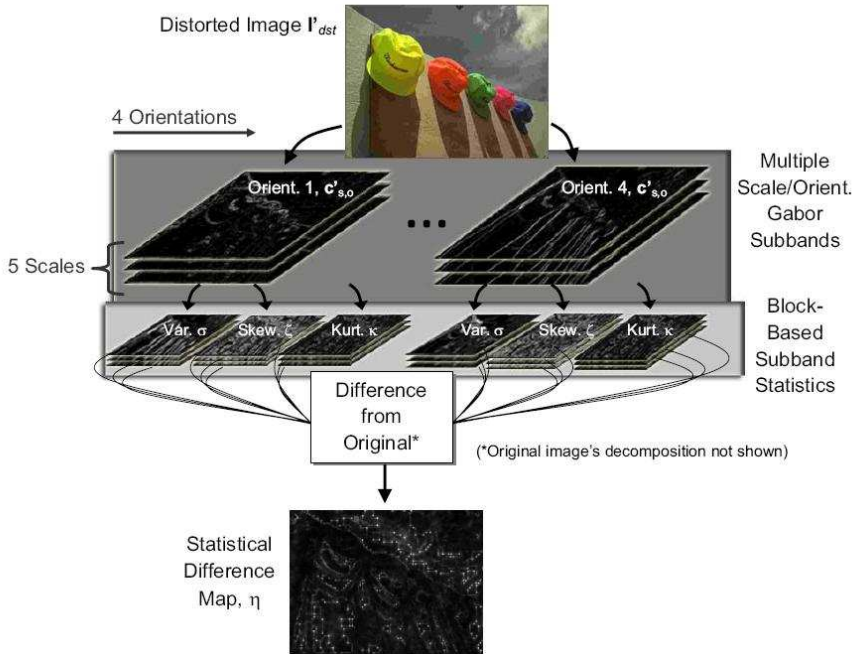 Distorted Image I'dst
4 Orientations
Orient. 1, c's,o
Orient. 4, c's,o
...
Multiple
Scale/Orient.
Gabor
Subbands
5 Scales
Var. σ
Skew. ζ
Kurt. κ
Var. σ
Skew. ζ
Kurt. κ
Block-
Based
Subband
Statistics
Difference
from
Original*
(*Original image's decomposition not shown)
Statistical
Difference
Map, η